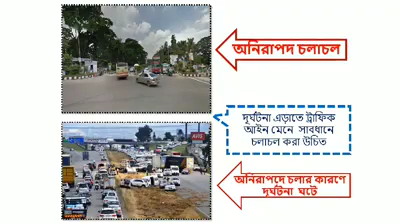 অনিরাপদ চলাচল
দূর্ঘটনা এড়াতে ট্রাফিক
আইন মেনে সাবধানে
চলাচল করা উচিত
অনিরাপদে চলার কারণে
দূর্ঘটনা ঘটে